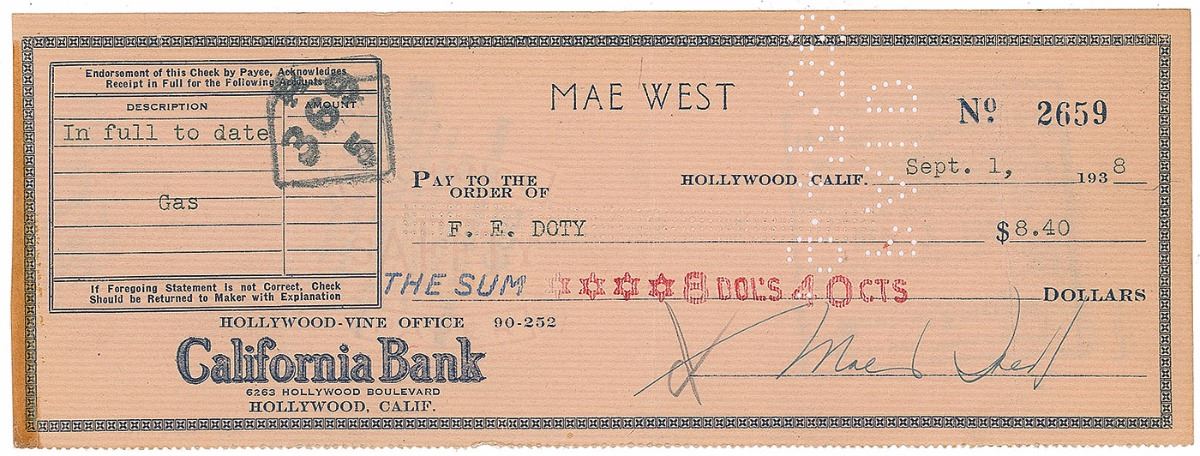 Endorsement of this Check by Payee, Acknowledges
Receipt in Full for the Following Accounts
DESCRIPTION AMOUNT
In full to date
Gas
If Foregoing Statement is not Correct, Check
Should be Returned to Maker with Explanation
MAE WEST
Nº 2659
HOLLYWOOD, CALIF. Sept. 1, 1938
PAY TO THE
ORDER OF
F. E. DOTY $8.40
THE SUM ✶✶✶✶8 DOL'S 40 CTS DOLLARS
HOLLYWOOD-VINE OFFICE 90-252
California Bank
6263 HOLLYWOOD BOULEVARD
HOLLYWOOD, CALIF.
X Mae West